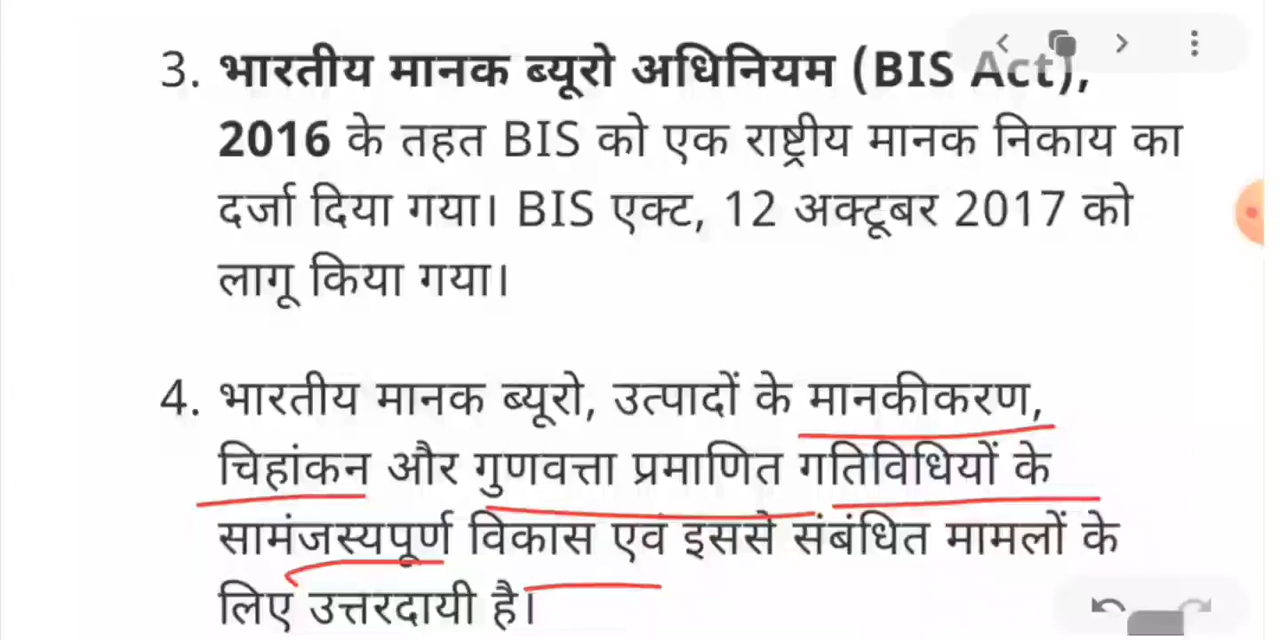 3. भारतीय मानक ब्यूरो अधिनियम (BIS Act),
2016 के तहत BIS को एक राष्ट्रीय मानक निकाय का
दर्जा दिया गया। BIS एक्ट, 12 अक्टूबर 2017 को
लागू किया गया।
4. भारतीय मानक ब्यूरो, उत्पादों के मानकीकरण,
चिहांकन और गुणवत्ता प्रमाणित गतिविधियों के
सामंजस्यपूर्ण विकास एवं इससे संबंधित मामलों के
लिए उत्तरदायी है।